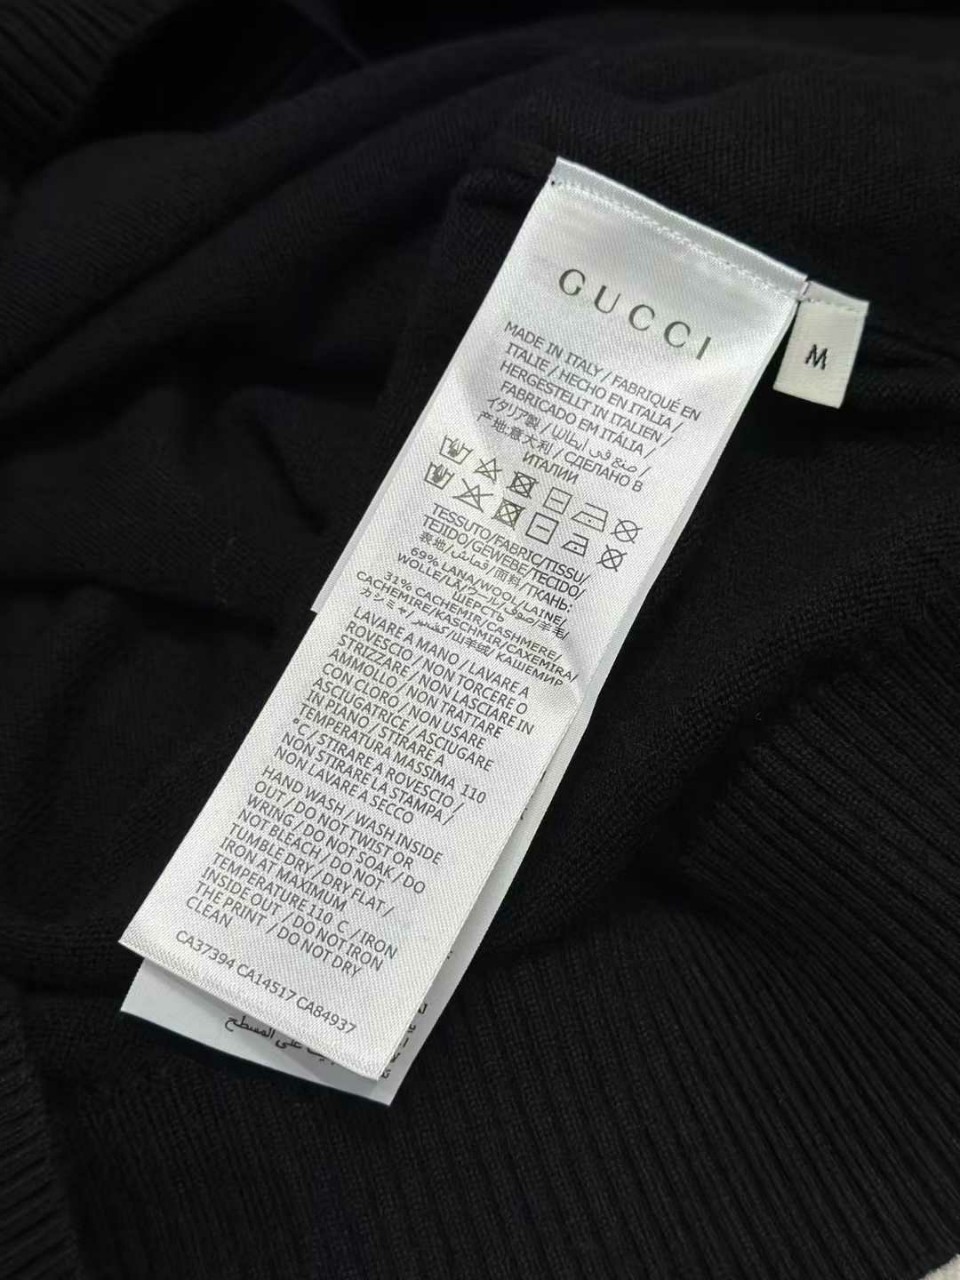 GUCCI
M
MADE IN ITALY / FABRIQUÉ EN
ITALIE / HECHO EN ITALIA /
HERGESTELLT IN ITALIEN /
FABRICADO EM ITÁLIA /
イタリア製 / صنع في ايطاليا /
产地:意大利 / СДЕЛАНО В
ИТАЛИИ
TESSUTO/FABRIC/TISSU/
TEJIDO/GEWEBE/TECIDO/
表地/قماش/面料/ТКАНЬ:
69% LANA/WOOL/LAINE/
WOLLE/LÃ/ウール/صوف/羊毛/
ШЕРСТЬ
31% CACHEMIR/CASHMERE/
CACHEMIRE/KASCHMIR/CAXEMIRA/
カシミヤ/كشمير/山羊绒/КАШЕМИР
LAVARE A MANO / LAVARE A
ROVESCIO / NON TORCERE O
STRIZZARE / NON LASCIARE IN
AMMOLLO / NON TRATTARE
CON CLORO / NON USARE
ASCIUGATRICE / ASCIUGARE
IN PIANO / STIRARE A
TEMPERATURA MASSIMA 110
°C / STIRARE A ROVESCIO /
NON STIRARE LA STAMPA /
NON LAVARE A SECCO
HAND WASH / WASH INSIDE
OUT / DO NOT TWIST OR
WRING / DO NOT SOAK / DO
NOT BLEACH / DO NOT
TUMBLE DRY / DRY FLAT /
IRON AT MAXIMUM
TEMPERATURE 110 C / IRON
INSIDE OUT / DO NOT IRON
THE PRINT / DO NOT DRY
CLEAN
CA37394 CA14517 CA84937
على المسطح